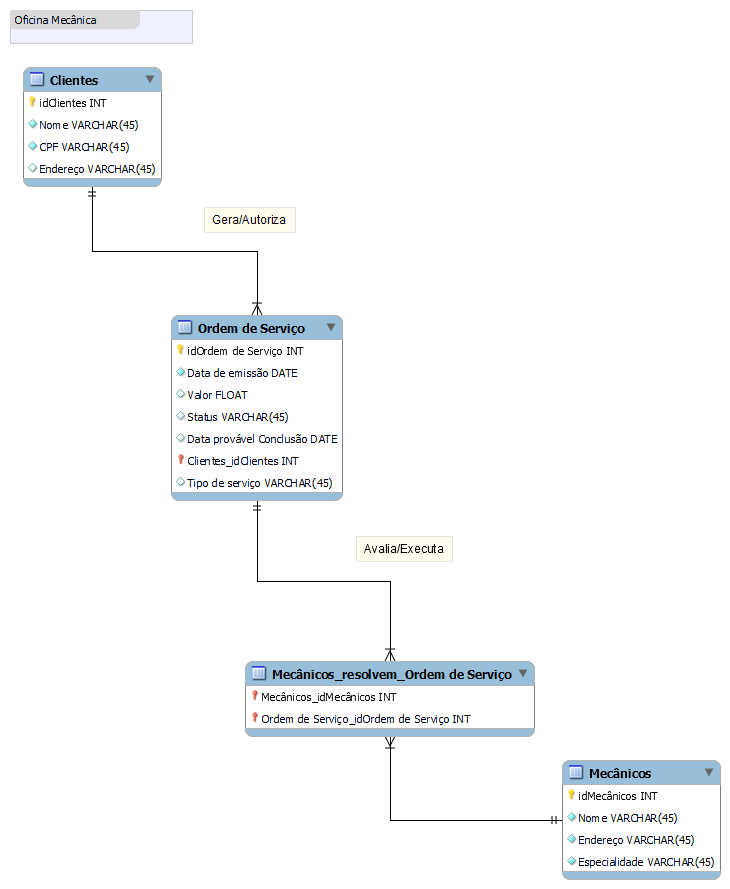 Oficina Mecânica
Clientes
idClientes INT
Nome VARCHAR(45)
CPF VARCHAR(45)
Endereço VARCHAR(45)
Gera/Autoriza
Ordem de Serviço
idOrdem de Serviço INT
Data de emissão DATE
Valor FLOAT
Status VARCHAR(45)
Data provável Conclusão DATE
Clientes_idClientes INT
Tipo de serviço VARCHAR(45)
Avalia/Executa
Mecânicos_resolvem_Ordem de Serviço
Mecânicos_idMecânicos INT
Ordem de Serviço_idOrdem de Serviço INT
Mecânicos
idMecânicos INT
Nome VARCHAR(45)
Endereço VARCHAR(45)
Especialidade VARCHAR(45)